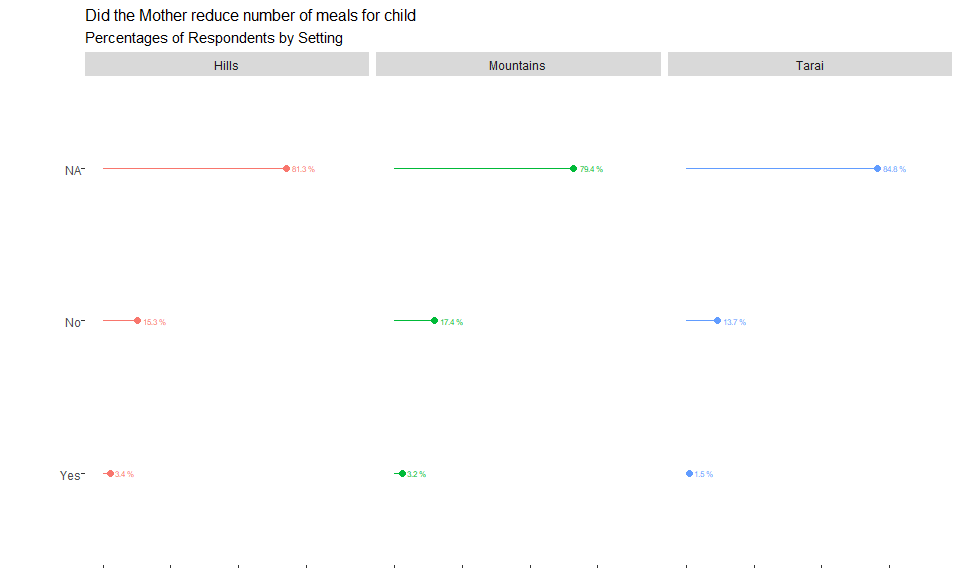 Did the Mother reduce number of meals for child
Percentages of Respondents by Setting
Hills Mountains Tarai
NA 81.3 % 79.4 % 84.8 %
No 15.3 % 17.4 % 13.7 %
Yes 3.4 % 3.2 % 1.5 %